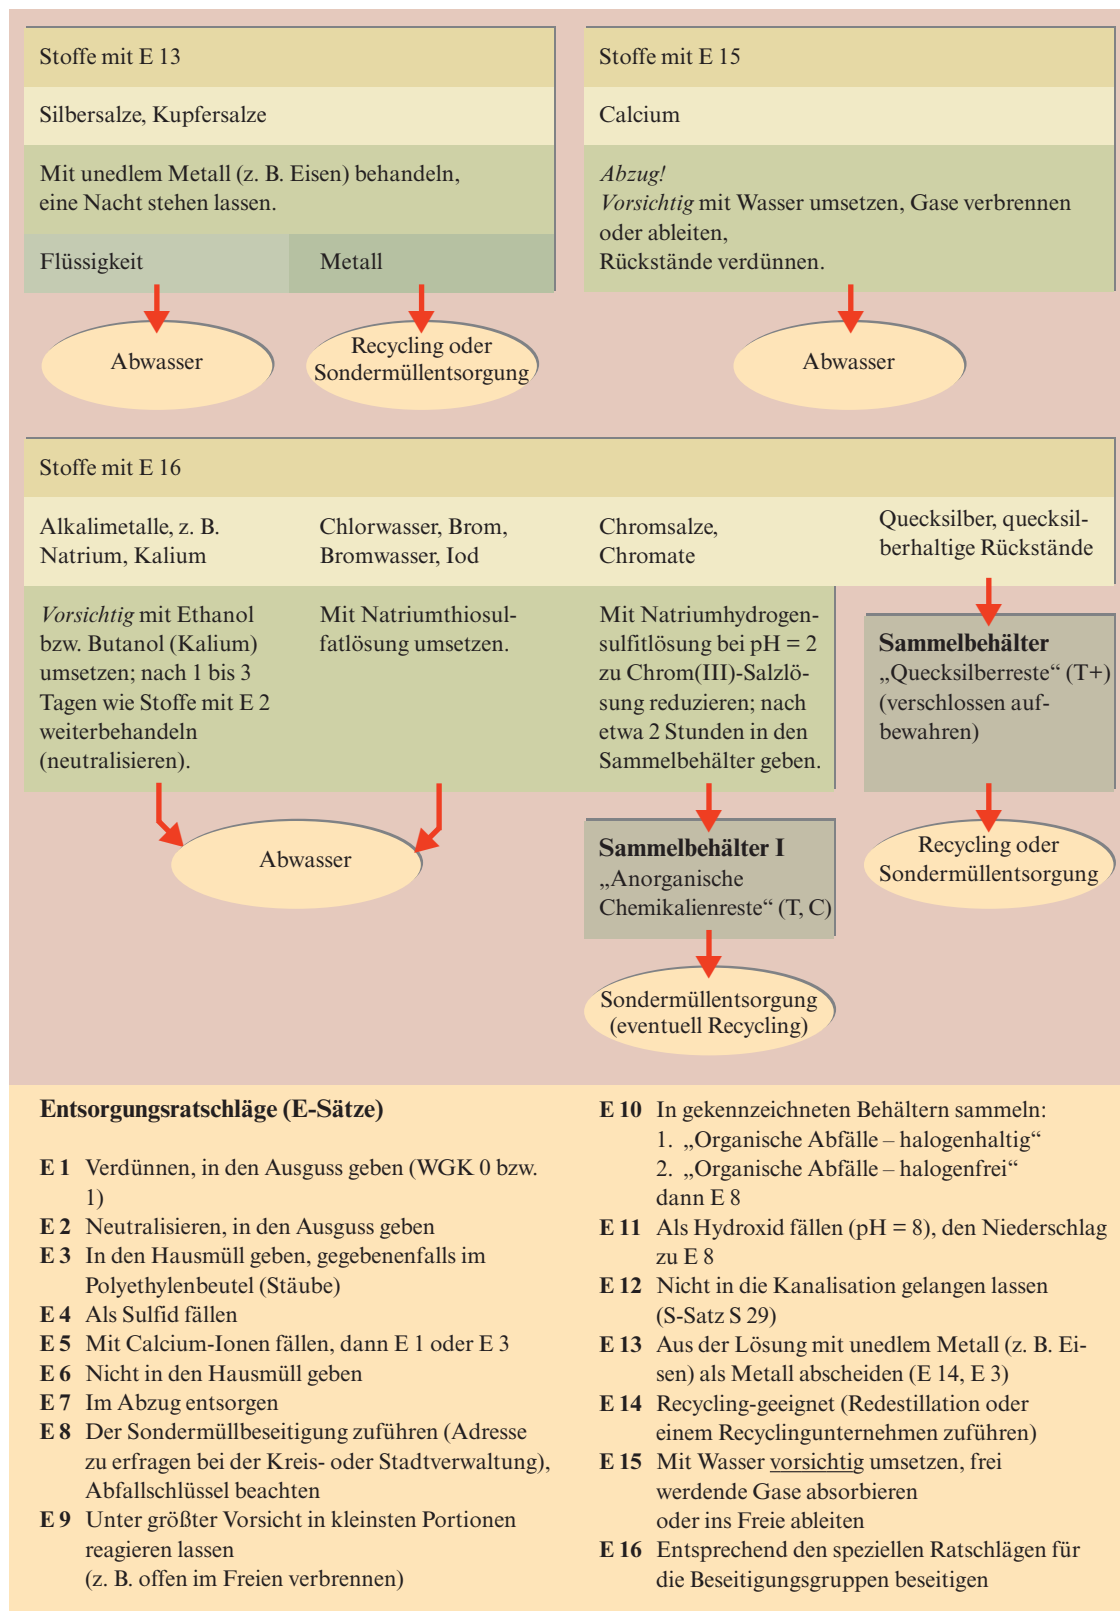 Stoffe mit E 13
Silbersalze, Kupfersalze
Mit unedlem Metall (z. B. Eisen) behandeln,
eine Nacht stehen lassen.
Flüssigkeit
Metall
Abwasser
Recycling oder
Sondermüllentsorgung
Stoffe mit E 15
Calcium
Abzug!
Vorsichtig mit Wasser umsetzen, Gase verbrennen
oder ableiten,
Rückstände verdünnen.
Abwasser
Stoffe mit E 16
Alkalimetalle, z. B.
Natrium, Kalium
Vorsichtig mit Ethanol
bzw. Butanol (Kalium)
umsetzen; nach 1 bis 3
Tagen wie Stoffe mit E 2
weiterbehandeln
(neutralisieren).
Chlorwasser, Brom,
Bromwasser, Iod
Mit Natriumthiosul-
fatlösung umsetzen.
Abwasser
Chromsalze,
Chromate
Mit Natriumhydrogen-
sulfitlösung bei pH = 2
zu Chrom(III)-Salzlö-
sung reduzieren; nach
etwa 2 Stunden in den
Sammelbehälter geben.
Sammelbehälter I
„Anorganische
Chemikalienreste“ (T, C)
Sondermüllentsorgung
(eventuell Recycling)
Quecksilber, quecksil-
berhaltige Rückstände
Sammelbehälter
„Quecksilberreste“ (T+)
(verschlossen auf-
bewahren)
Recycling oder
Sondermüllentsorgung
Entsorgungsratschläge (E-Sätze)
E 1 Verdünnen, in den Ausguss geben (WGK 0 bzw.
1)
E 2 Neutralisieren, in den Ausguss geben
E 3 In den Hausmüll geben, gegebenenfalls im
Polyethylenbeutel (Stäube)
E 4 Als Sulfid fällen
E 5 Mit Calcium-Ionen fällen, dann E 1 oder E 3
E 6 Nicht in den Hausmüll geben
E 7 Im Abzug entsorgen
E 8 Der Sondermüllbeseitigung zuführen (Adresse
zu erfragen bei der Kreis- oder Stadtverwaltung),
Abfallschlüssel beachten
E 9 Unter größter Vorsicht in kleinsten Portionen
reagieren lassen
(z. B. offen im Freien verbrennen)
E 10 In gekennzeichneten Behältern sammeln:
1. „Organische Abfälle – halogenhaltig“
2. „Organische Abfälle – halogenfrei“
dann E 8
E 11 Als Hydroxid fällen (pH = 8), den Niederschlag
zu E 8
E 12 Nicht in die Kanalisation gelangen lassen
(S-Satz S 29)
E 13 Aus der Lösung mit unedlem Metall (z. B. Ei-
sen) als Metall abscheiden (E 14, E 3)
E 14 Recycling-geeignet (Redestillation oder
einem Recyclingunternehmen zuführen)
E 15 Mit Wasser vorsichtig umsetzen, frei
werdende Gase absorbieren
oder ins Freie ableiten
E 16 Entsprechend den speziellen Ratschlägen für
die Beseitigungsgruppen beseitigen